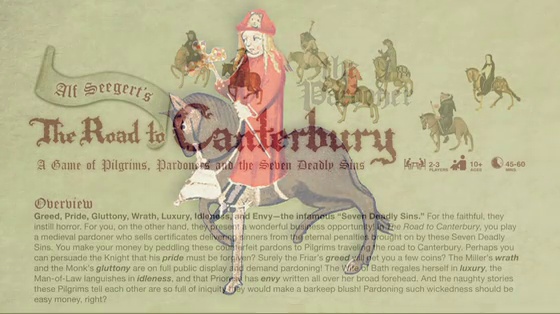 Alf Seegert's
The Pardoner
The Road to Canterbury
A Game of Pilgrims, Pardoners and the Seven Deadly Sins
2-3 PLAYERS 10+ AGES 45-60 MINS
Overview
Greed, Pride, Gluttony, Wrath, Luxury, Idleness, and Envy—the infamous “Seven Deadly Sins.” For the faithful, they
instill horror. For you, on the other hand, they offer a wonderful business opportunity. In the Road to Canterbury, you play
a medieval pardoner who sells certificates delivering sinners from the eternal penalties brought on by these Seven Deadly
Sins. You make your money by peddling these counterfeit pardons to Pilgrims traveling the road to Canterbury. Perhaps you
can persuade the Knight that his pride must be forgiven? Surely the Friar's greed will net you a few coins? The Miller's wrath
and the Monk's gluttony are on full public display and demand pardoning! The Wife of Bath regales herself in luxury, the
Man-of-Law languishes in idleness, and that Prioress has envy written all over her broad forehead. And the naughty stories
these Pilgrims tell each other are so full of iniquity they would make a barkeep blush! Pardoning such wickedness should be
easy money, right?